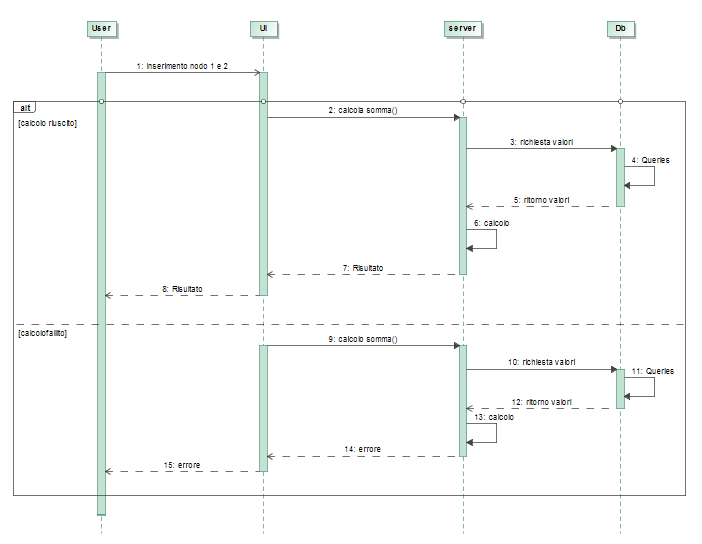 User
UI
server
Db
1: Inserimento nodo 1 e 2
alt
[calcolo riuscito]
2: calcola somma()
3: richiesta valori
4: Queries
5: ritorno valori
6: calcolo
7: Risultato
8: Risultato
[calcolofallito]
9: calcolo somma()
10: richiesta valori
11: Queries
12: ritorno valori
13: calcolo
14: errore
15: errore